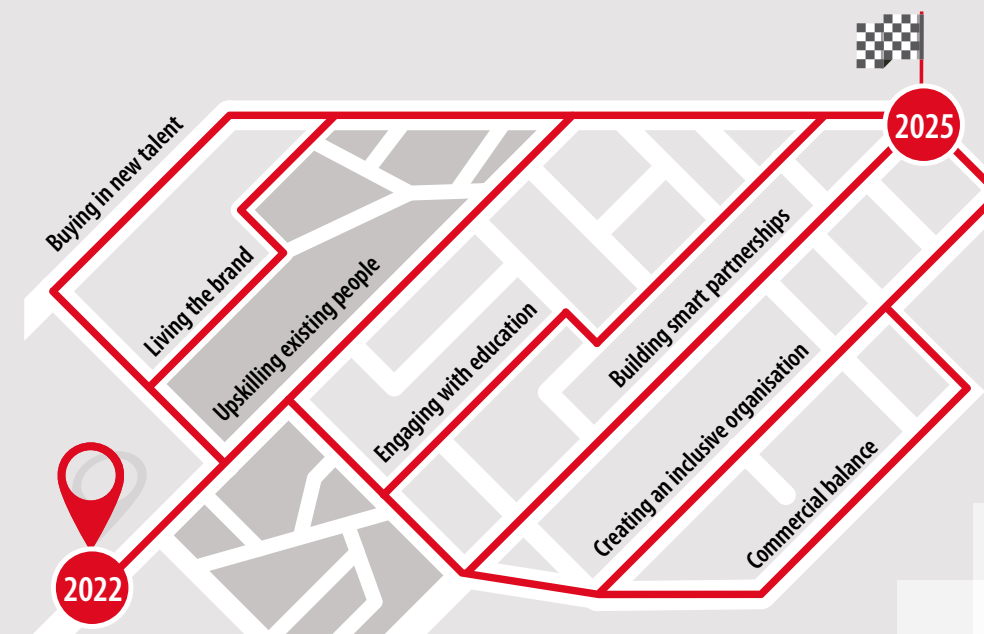 2025
Buying in new talent
Living the brand
Upskilling existing people
Engaging with education
Building smart partnerships
Creating an inclusive organisation
Commercial balance
2022